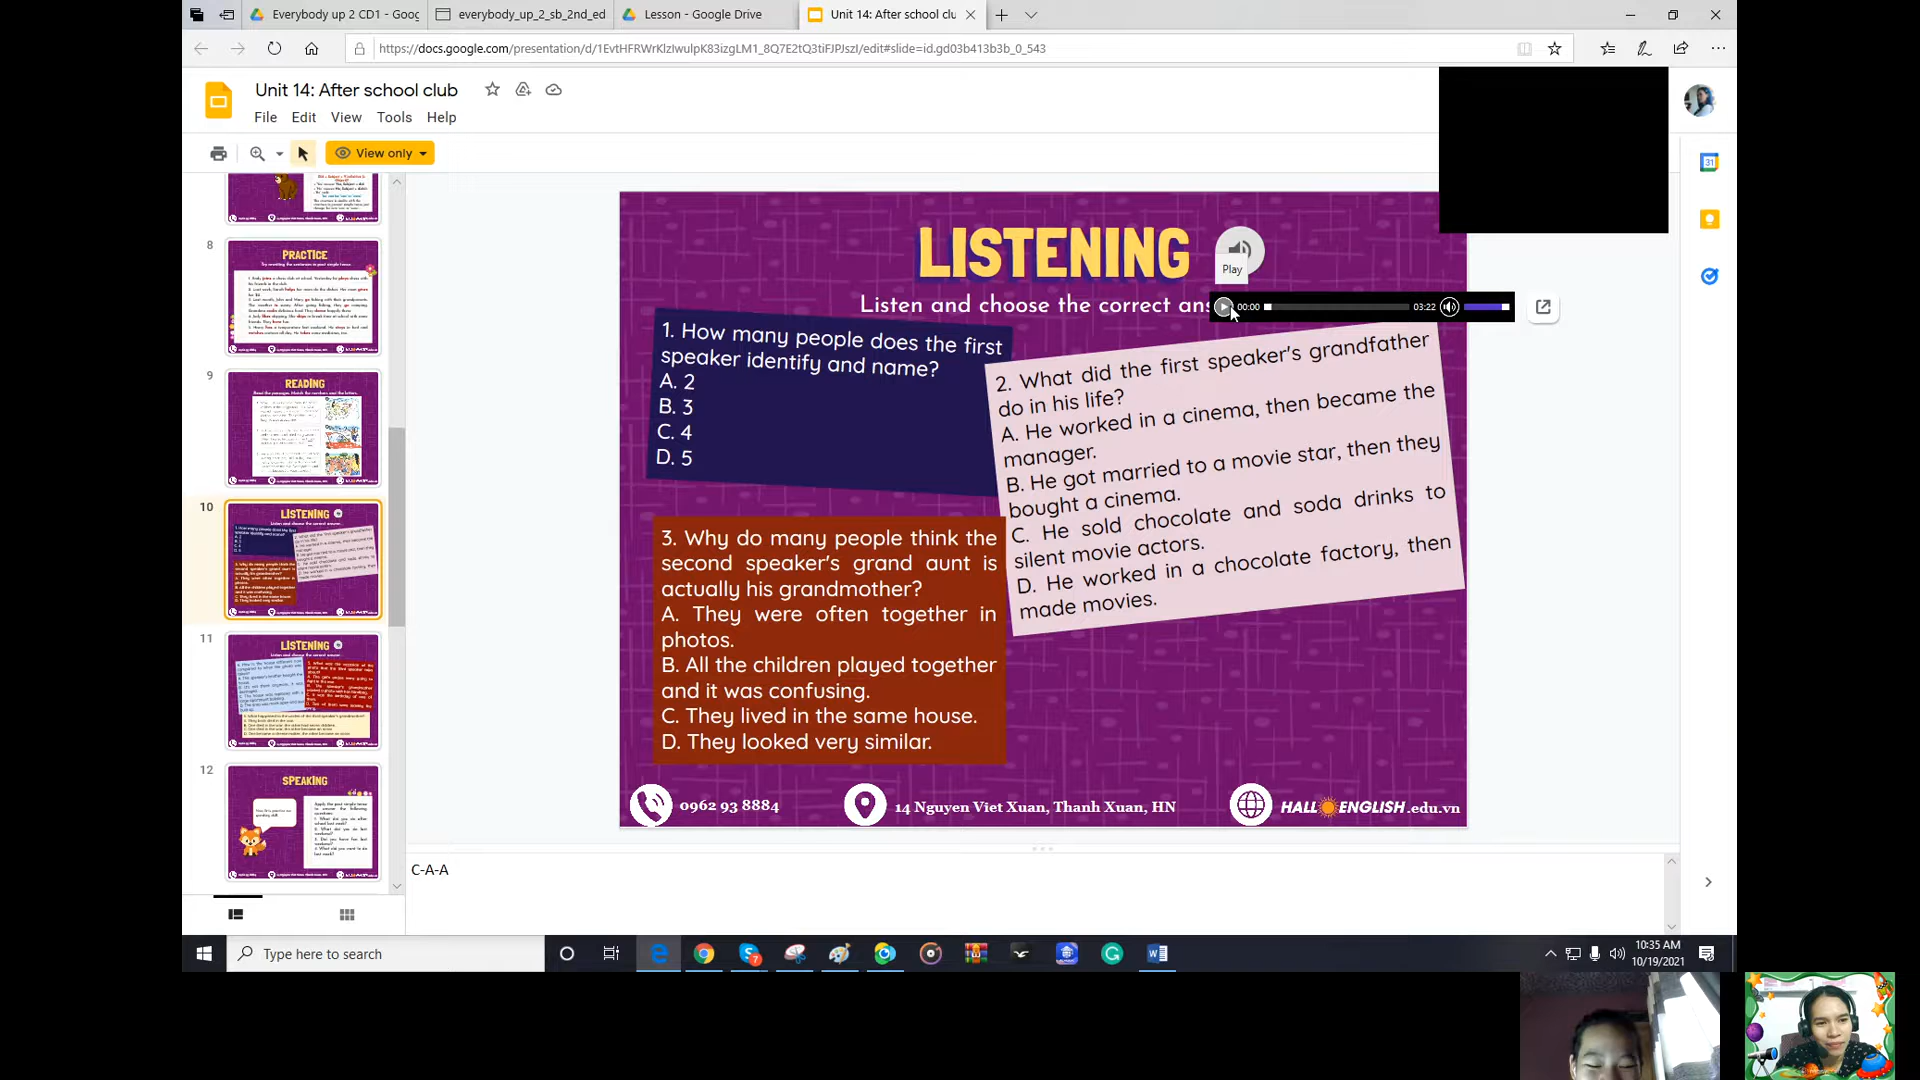 Everybody up 2 CD1 - Goog
everybody_up_2_sb_2nd_ed
Lesson - Google Drive
Unit 14: After school clu
https://docs.google.com/presentation/d/1EvtHFRWrKlzIwulpK83izgLM1_8Q7E2tQ3tiFJPJszI/edit#slide=id.gd03b413b3b_0_543
Unit 14: After school club
File Edit View Tools Help
View only
8
PRACTICE
9
READING
10
LISTENING
11
LISTENING
12
SPEAKING
LISTENING
Play
Listen and choose the correct ans
00:00
03:22
1. How many people does the first
speaker identify and name?
A. 2
B. 3
C. 4
D. 5
2. What did the first speaker's grandfather
do in his life?
A. He worked in a cinema, then became the
manager.
B. He got married to a movie star, then they
bought a cinema.
C. He sold chocolate and soda drinks to
silent movie actors.
D. He worked in a chocolate factory, then
made movies.
3. Why do many people think the
second speaker's grand aunt is
actually his grandmother?
A. They were often together in
photos.
B. All the children played together
and it was confusing.
C. They lived in the same house.
D. They looked very similar.
0962 93 8884
14 Nguyen Viet Xuan, Thanh Xuan, HN
HALLO ENGLISH.edu.vn
C-A-A
31
Type here to search
7
10:35 AM
10/19/2021